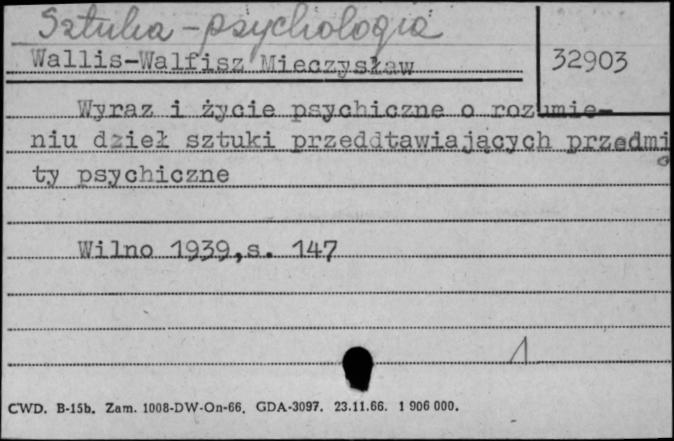 Sztuka - psychologia
Wallis-Walfisz Mieczysław
32903
Wyraz i życie psychiczne o rozumie-
niu dzieł sztuki przeddtawiających przedmi
o
ty psychiczne
Wilno 1939,s. 147
1
CWD. B-15b. Zam. 1008-DW-On-66. GDA-3097. 23.11.66. 1 906 000.